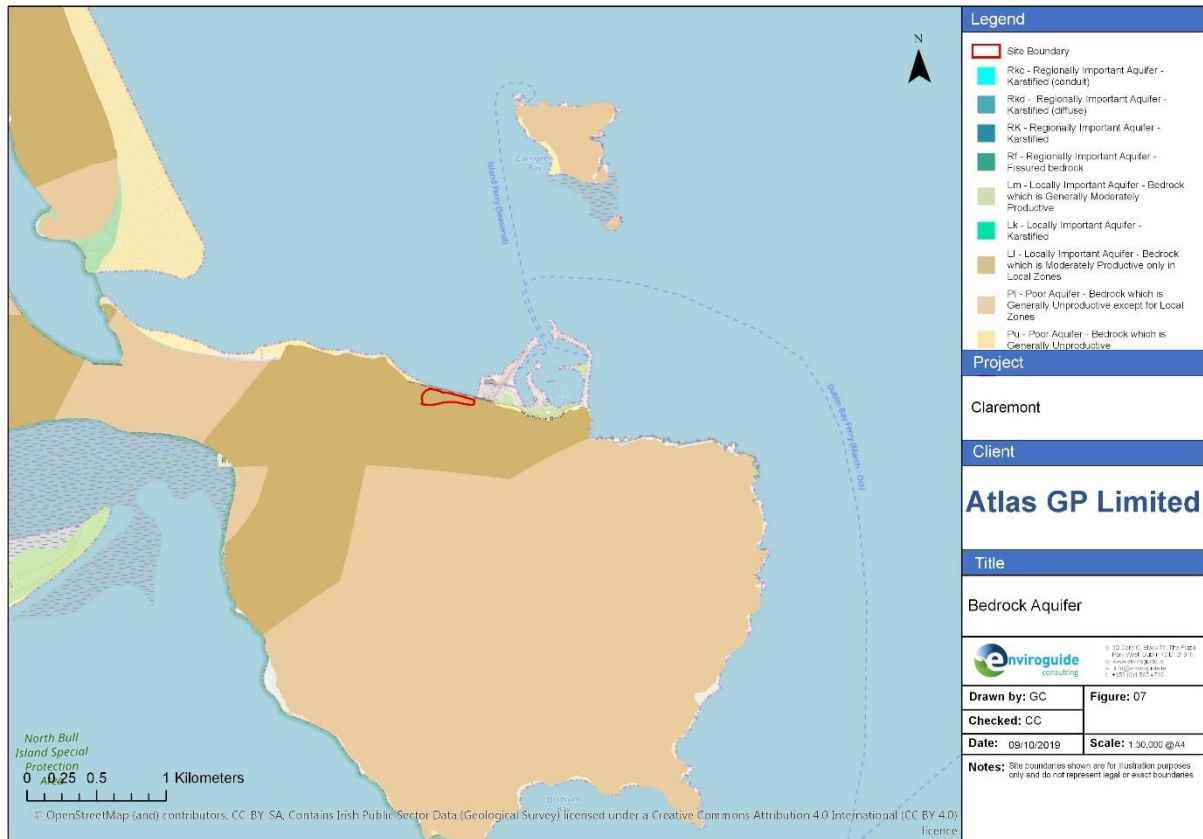 N
Carrigeen
Bay
Island Ferry (Seasonal)
Dublin Bay Ferry (March - Oct)
North Bull
Island Special
Protection
Area
0 0.25 0.5 1 Kilometers
Doldrum
Bay
© OpenStreetMap (and) contributors, CC BY SA, Contains Irish Public Sector Data (Geological Survey) licensed under a Creative Commons Attribution 4.0 International (CC BY 4.0)
licence
Legend
Site Boundary
Rkc - Regionally Important Aquifer -
Karstified (conduit)
Rkd - Regionally Important Aquifer -
Karstified (diffuse)
RK - Regionally Important Aquifer -
Karstified
Rf - Regionally Important Aquifer -
Fissured bedrock
Lm - Locally Important Aquifer - Bedrock
which is Generally Moderately
Productive
Lk - Locally Important Aquifer -
Karstified
Ll - Locally Important Aquifer - Bedrock
which is Moderately Productive only in
Local Zones
Pl - Poor Aquifer - Bedrock which is
Generally Unproductive except for Local
Zones
Pu - Poor Aquifer - Bedrock which is
Generally Unproductive
Project
Claremont
Client
Atlas GP Limited
Title
Bedrock Aquifer
enviroguide
consulting
Drawn by: GC
Figure: 07
Checked: CC
Date: 09/10/2019
Scale: 1:30,000 @A4
Notes: Site boundaries shown are for illustration purposes
only and do not represent legal or exact boundaries